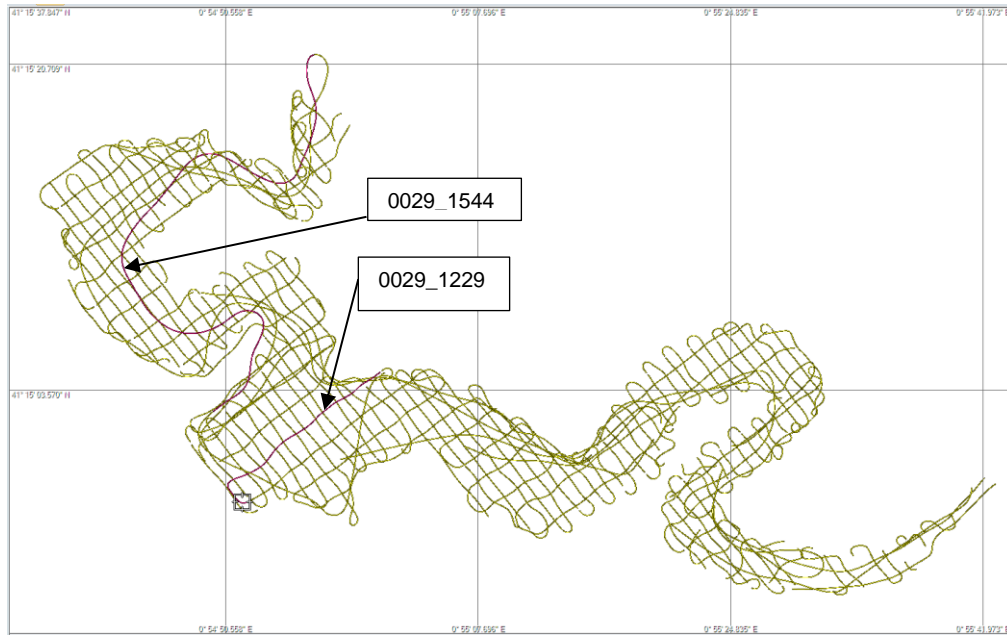 41° 15' 37.847" N 0° 54' 50.558" E 0° 55' 07.696" E 0° 55' 24.835" E 0° 55' 41.973" E
41° 15' 20.709" N
0029_1544
0029_1229
41° 15' 03.570" N
0° 54' 50.558" E 0° 55' 07.696" E 0° 55' 24.835" E 0° 55' 41.973" E